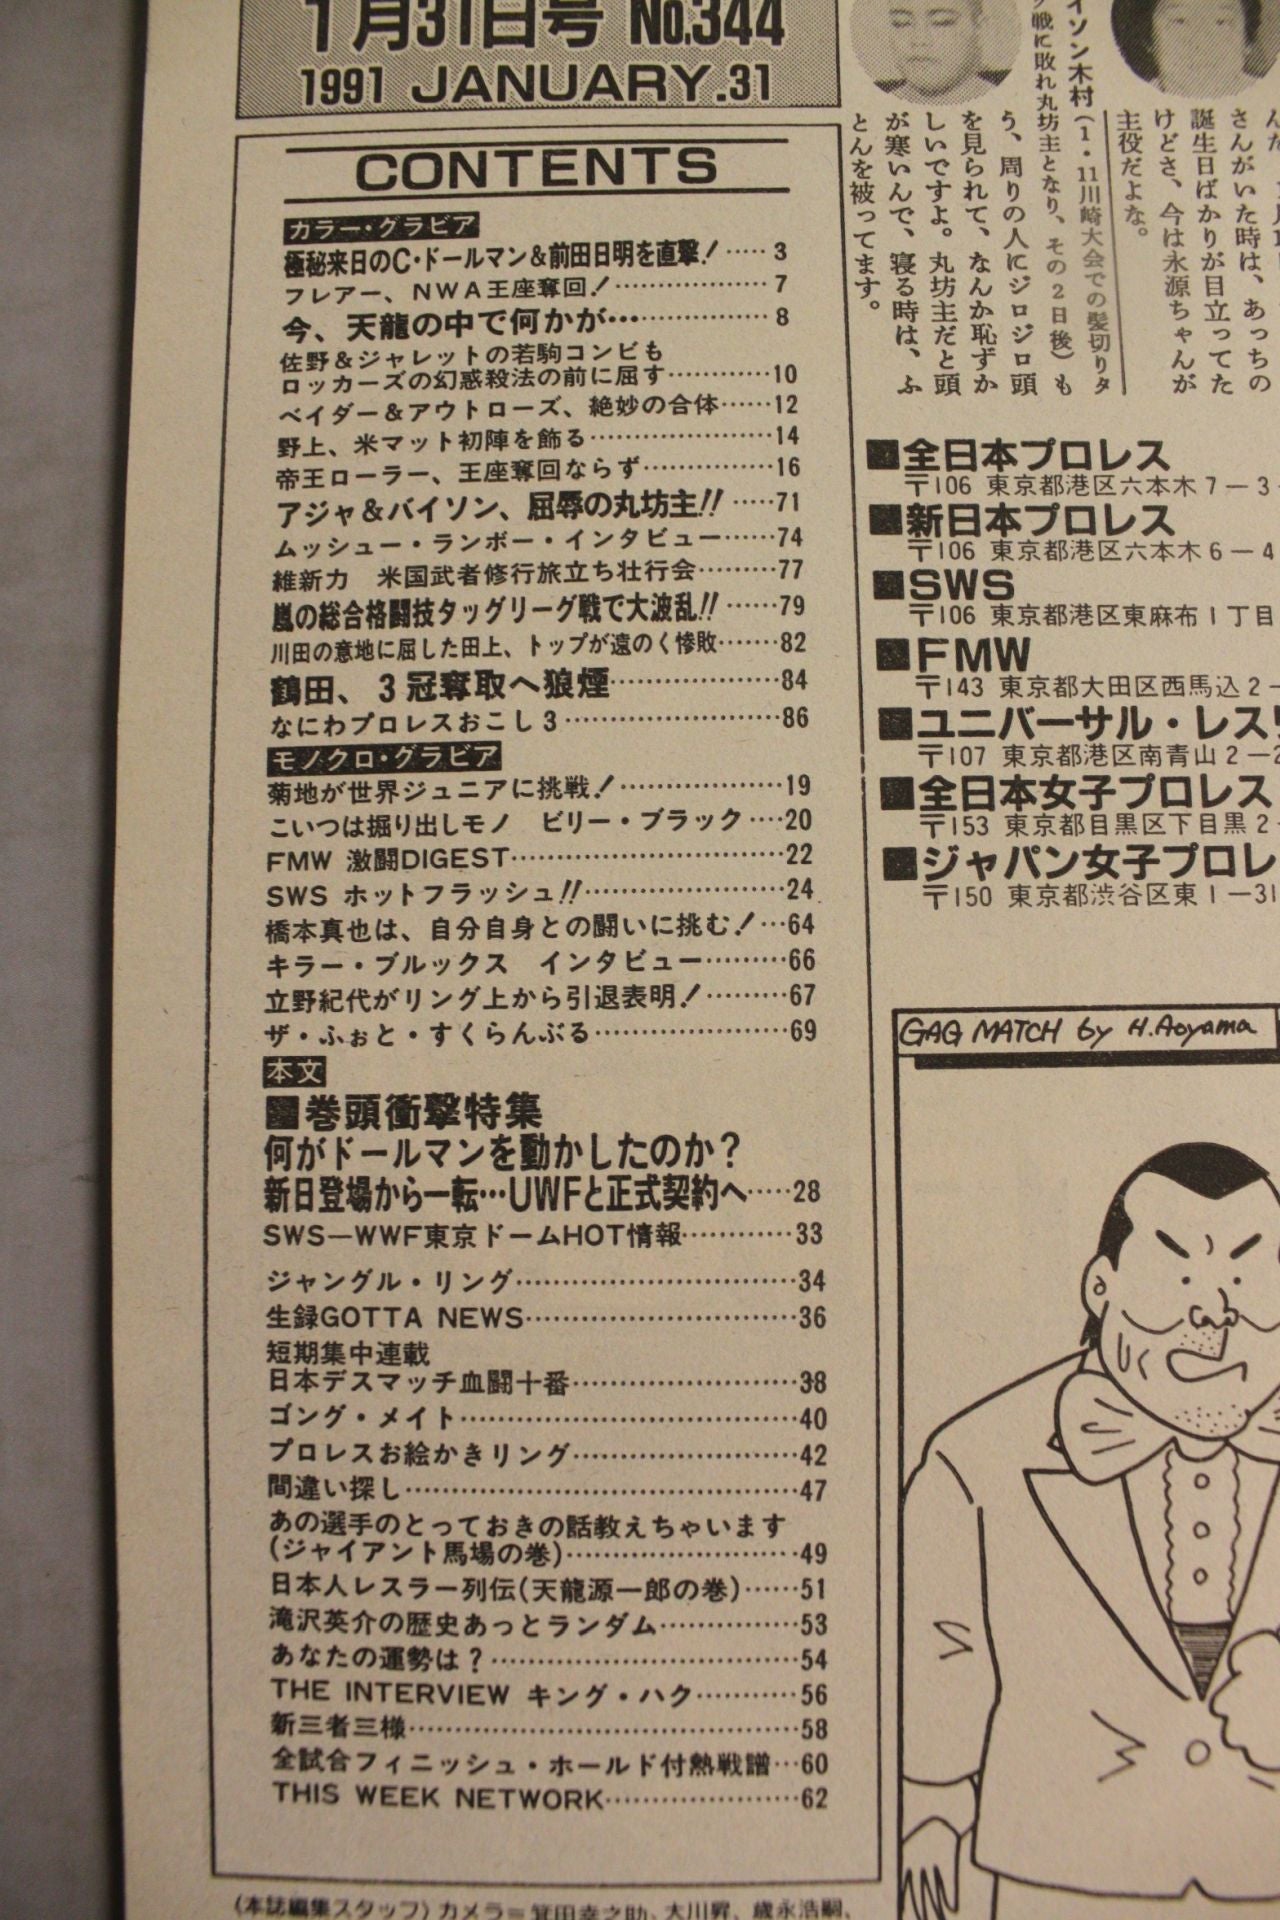 1月31日号 No.344
1991 JANUARY.31
CONTENTS
カラー・グラビア
極秘来日のC・ドールマン&前田日明を直撃!……3
フレアー、NWA王座奪回!………………7
今、天龍の中で何かが………………8
佐野&ジャレットの若駒コンビも
ロッカーズの幻惑殺法の前に屈す…………10
ベイダー&アウトローズ、絶妙の合体……12
野上、米マット初陣を飾る…………………14
帝王ローラー、王座奪回ならず……………16
アジャ&バイソン、屈辱の丸坊主!!……71
ムッシュー・ランボー・インタビュー……74
維新力 米国武者修行旅立ち壮行会………77
嵐の総合格闘技タッグリーグ戦で大波乱!!……79
川田の意地に屈した田上、トップが遠のく惨敗……82
鶴田、3冠奪取へ狼煙…………………84
なにわプロレスおこし3……………………86
モノクロ・グラビア
菊地が世界ジュニアに挑戦!………………19
こいつは掘り出しモノ ビリー・ブラック…20
FMW 激闘DIGEST…………………………22
SWS ホットフラッシュ!!…………………24
橋本真也は、自分自身との闘いに挑む!…64
キラー・ブルックス インタビュー………66
立野紀代がリング上から引退表明!………67
ザ・ふぉと・すくらんぶる…………………69
本文
■巻頭衝撃特集
何がドールマンを動かしたのか?
新日登場から一転…UWFと正式契約へ……28
SWS—WWF東京ドームHOT情報…………33
ジャングル・リング…………………………34
生録GOTTA NEWS…………………………36
短期集中連載
日本デスマッチ血闘十番……………………38
ゴング・メイト………………………………40
プロレスお絵かきリング……………………42
間違い探し……………………………………47
あの選手のとっておきの話教えちゃいます
(ジャイアント馬場の巻)……………………49
日本人レスラー列伝(天龍源一郎の巻)……51
滝沢英介の歴史あっとランダム……………53
あなたの運勢は?……………………………54
THE INTERVIEW キング・ハク…………56
新三者三様……………………………………58
全試合フィニッシュ・ホールド付熱戦譜…60
THIS WEEK NETWORK…………………62
(本誌編集スタッフ)カメラ=箕田幸之助、大川昇、歳永浩嗣、
さんがいた時は、あっちの
誕生日ばかりが目立ってた
けどさ、今は永源ちゃんが
主役だよな。
イソン木村(1・11川崎大会での髪切りタ
戦に敗れ丸坊主となり、その2日後)も
う、周りの人にジロジロ頭
を見られて、なんか恥ずか
しいですよ。丸坊主だと頭
が寒いんで、寝る時は、ふ
とんを被ってます。
■全日本プロレス
〒106 東京都港区六本木7—3
■新日本プロレス
〒106 東京都港区六本木6—4
■SWS
〒106 東京都港区東麻布1丁目
■FMW
〒143 東京都大田区西馬込2
■ユニバーサル・レス
〒107 東京都港区南青山2—2
■全日本女子プロレス
〒153 東京都目黒区下目黒2
■ジャパン女子プロレ
〒150 東京都渋谷区東1—31
GAG MATCH by H.Aoyama